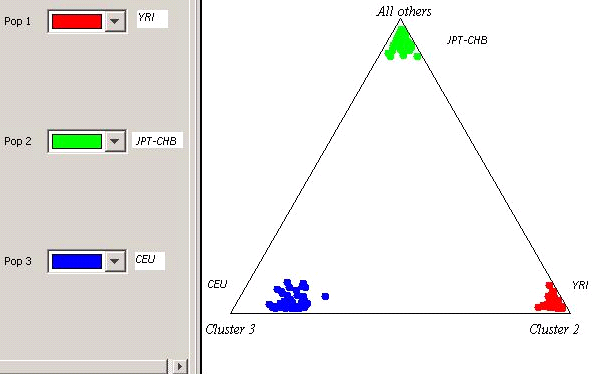 Pop 1
YRI
Pop 2
JPT-CHB
Pop 3
CEU
All others
JPT-CHB
CEU
YRI
Cluster 3
Cluster 2